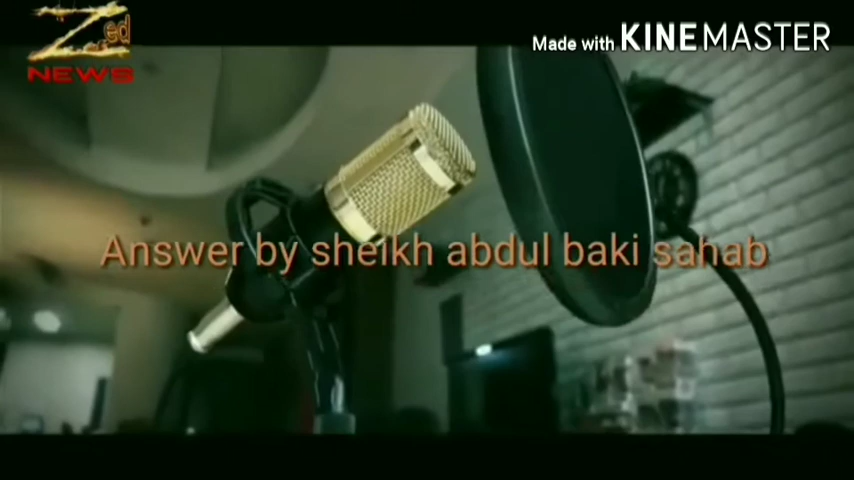 Zed
NEWS
Made with KINEMASTER
Answer by sheikh abdul baki sahab